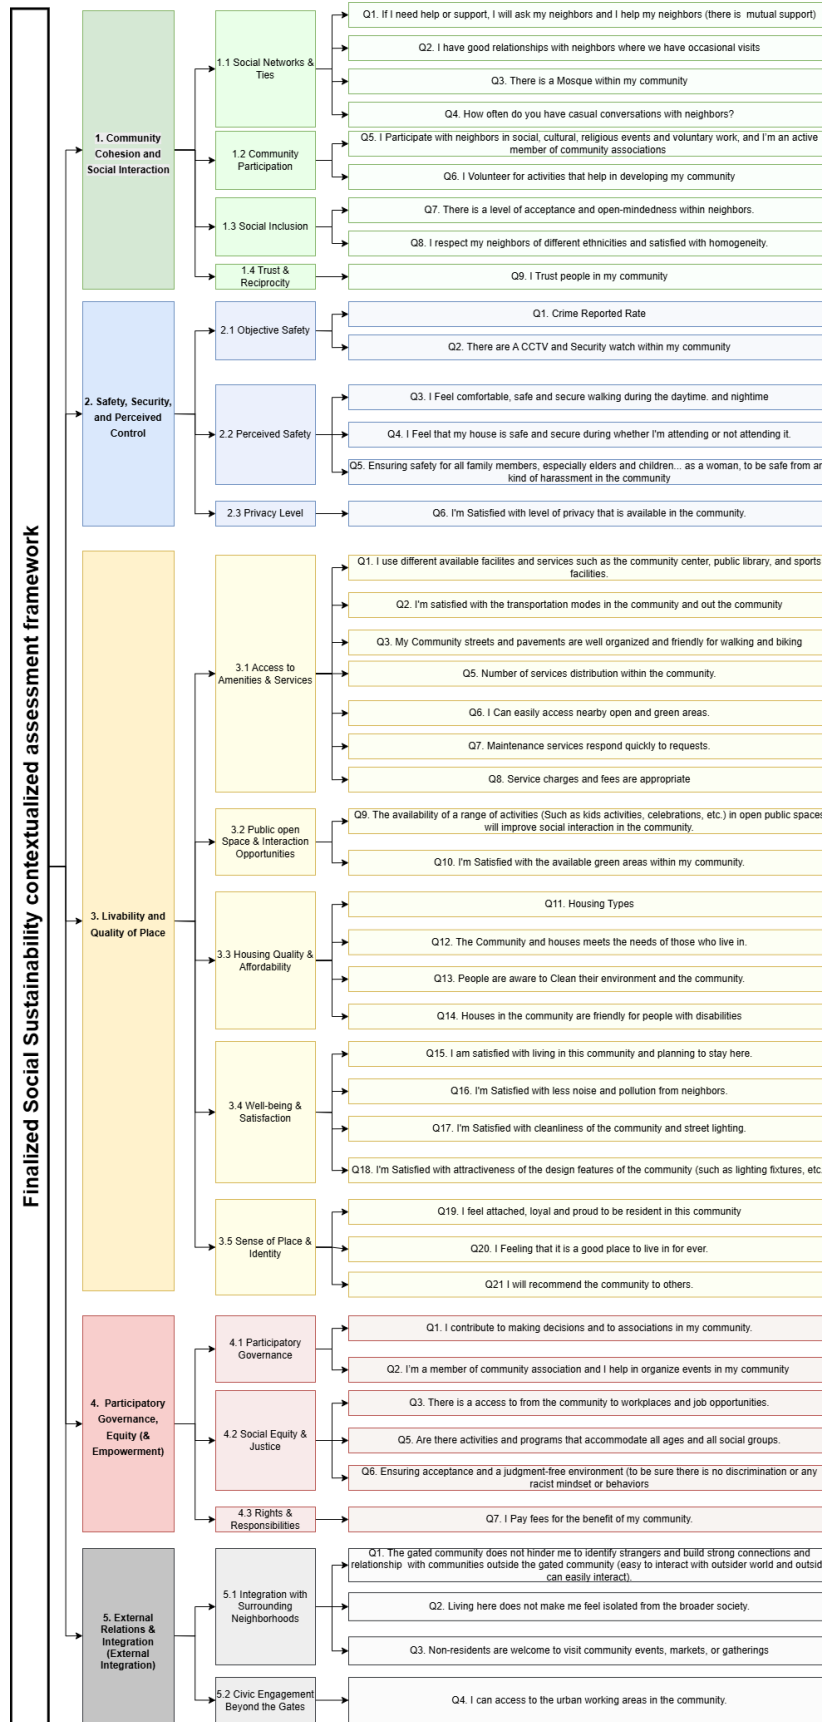 Finalized Social Sustainability contextualized assessment framework
1. Community
Cohesion and
Social Interaction
1.1 Social Networks &
Ties
Q1. If I need help or support, I will ask my neighbors and I help my neighbors (there is mutual support)
Q2. I have good relationships with neighbors where we have occasional visits
Q3. There is a Mosque within my community
Q4. How often do you have casual conversations with neighbors?
1.2 Community
Participation
Q5. I Participate with neighbors in social, cultural, religious events and voluntary work, and I'm an active
member of community associations
Q6. I Volunteer for activities that help in developing my community
1.3 Social Inclusion
Q7. There is a level of acceptance and open-mindedness within neighbors.
Q8. I respect my neighbors of different ethnicities and satisfied with homogeneity.
1.4 Trust &
Reciprocity
Q9. I Trust people in my community
2. Safety, Security,
and Perceived
Control
2.1 Objective Safety
Q1. Crime Reported Rate
Q2. There are A CCTV and Security watch within my community
2.2 Perceived Safety
Q3. I Feel comfortable, safe and secure walking during the daytime. and nightime
Q4. I Feel that my house is safe and secure during whether I'm attending or not attending it.
Q5. Ensuring safety for all family members, especially elders and children... as a woman, to be safe from an
kind of harassment in the community
2.3 Privacy Level
Q6. I'm Satisfied with level of privacy that is available in the community.
3. Livability and
Quality of Place
3.1 Access to
Amenities & Services
Q1. I use different available facilites and services such as the community center, public library, and sports
facilities.
Q2. I'm satisfied with the transportation modes in the community and out the community
Q3. My Community streets and pavements are well organized and friendly for walking and biking
Q5. Number of services distribution within the community.
Q6. I Can easily access nearby open and green areas.
Q7. Maintenance services respond quickly to requests.
Q8. Service charges and fees are appropriate
3.2 Public open
Space & Interaction
Opportunities
Q9. The availability of a range of activities (Such as kids activities, celebrations, etc.) in open public spaces
will improve social interaction in the community.
Q10. I'm Satisfied with the available green areas within my community.
3.3 Housing Quality &
Affordability
Q11. Housing Types
Q12. The Community and houses meets the needs of those who live in.
Q13. People are aware to Clean their environment and the community.
Q14. Houses in the community are friendly for people with disabilities
3.4 Well-being &
Satisfaction
Q15. I am satisfied with living in this community and planning to stay here.
Q16. I'm Satisfied with less noise and pollution from neighbors.
Q17. I'm Satisfied with cleanliness of the community and street lighting.
Q18. I'm Satisfied with attractiveness of the design features of the community (such as lighting fixtures, etc.
3.5 Sense of Place &
Identity
Q19. I feel attached, loyal and proud to be resident in this community
Q20. I Feeling that it is a good place to live in for ever.
Q21 I will recommend the community to others.
4. Participatory
Governance,
Equity (&
Empowerment)
4.1 Participatory
Governance
Q1. I contribute to making decisions and to associations in my community.
Q2. I'm a member of community association and I help in organize events in my community
4.2 Social Equity &
Justice
Q3. There is a access to from the community to workplaces and job opportunities.
Q5. Are there activities and programs that accommodate all ages and all social groups.
Q6. Ensuring acceptance and a judgment-free environment (to be sure there is no discrimination or any
racist mindset or behaviors
4.3 Rights &
Responsibilities
Q7. I Pay fees for the benefit of my community.
5. External
Relations &
Integration
(External
Integration)
5.1 Integration with
Surrounding
Neighborhoods
Q1. The gated community does not hinder me to identify strangers and build strong connections and
relationship with communities outside the gated community (easy to interact with outsider world and outsid
can easily interact).
Q2. Living here does not make me feel isolated from the broader society.
Q3. Non-residents are welcome to visit community events, markets, or gatherings
5.2 Civic Engagement
Beyond the Gates
Q4. I can access to the urban working areas in the community.